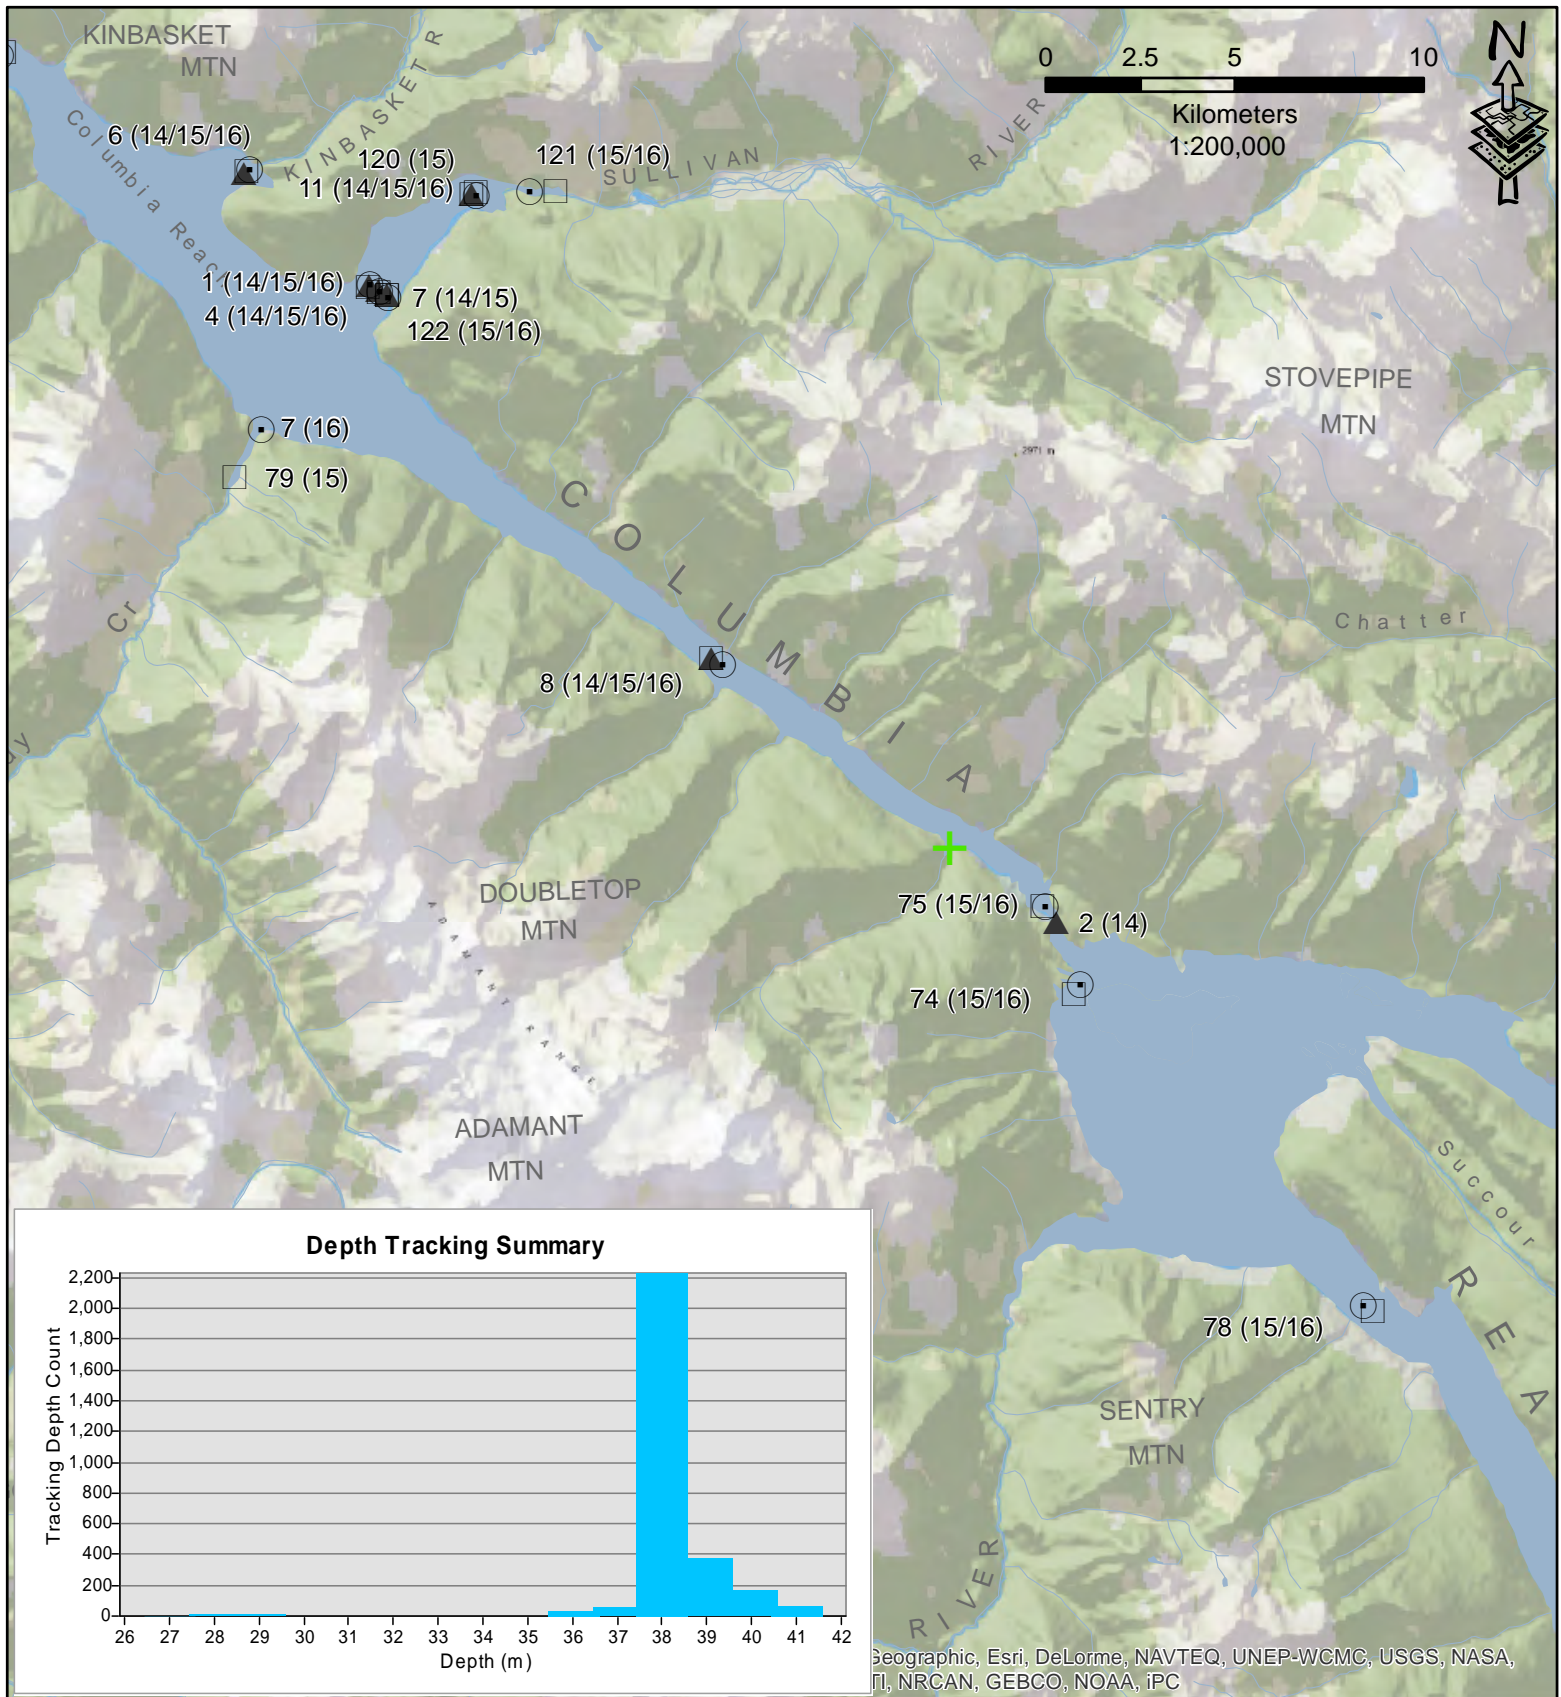 KINBASKET
MTN
KINBASKET R
Columbia Reach
0 2.5 5 10
Kilometers
1:200,000
N
6 (14/15/16)
120 (15)
11 (14/15/16)
121 (15/16)
SULLIVAN
RIVER
1 (14/15/16)
4 (14/15/16)
7 (14/15)
122 (15/16)
STOVEPIPE
MTN
2971 m
7 (16)
79 (15)
COLUMBIA
Cr
Chatter
8 (14/15/16)
DOUBLETOP
MTN
ADAMANT RANGE
75 (15/16)
2 (14)
74 (15/16)
ADAMANT
MTN
Succour
REA
78 (15/16)
SENTRY
MTN
RIVER
Depth Tracking Summary
Tracking Depth Count
2,200
2,000
1,800
1,600
1,400
1,200
1,000
800
600
400
200
0
26 27 28 29 30 31 32 33 34 35 36 37 38 39 40 41 42
Depth (m)
Geographic, Esri, DeLorme, NAVTEQ, UNEP-WCMC, USGS, NASA,
TI, NRCAN, GEBCO, NOAA, iPC